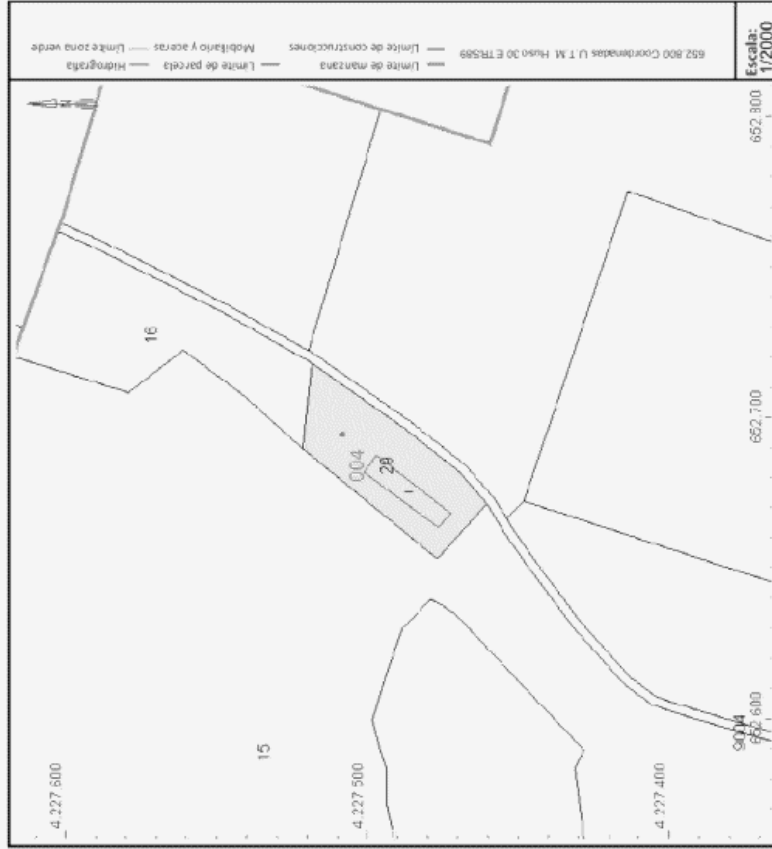 Límite de manzana
Límite de construcciones
Límite de parcela
Mobiliario y aceras
Hidrografía
Límite zona verde
652.800 Coordenadas U.T.M. Huso 30 ETRS89
Escala:
1/2000
N
652.800
16
652.700
004
28
9004
652.600
15
4.227.600
4.227.500
4.227.400